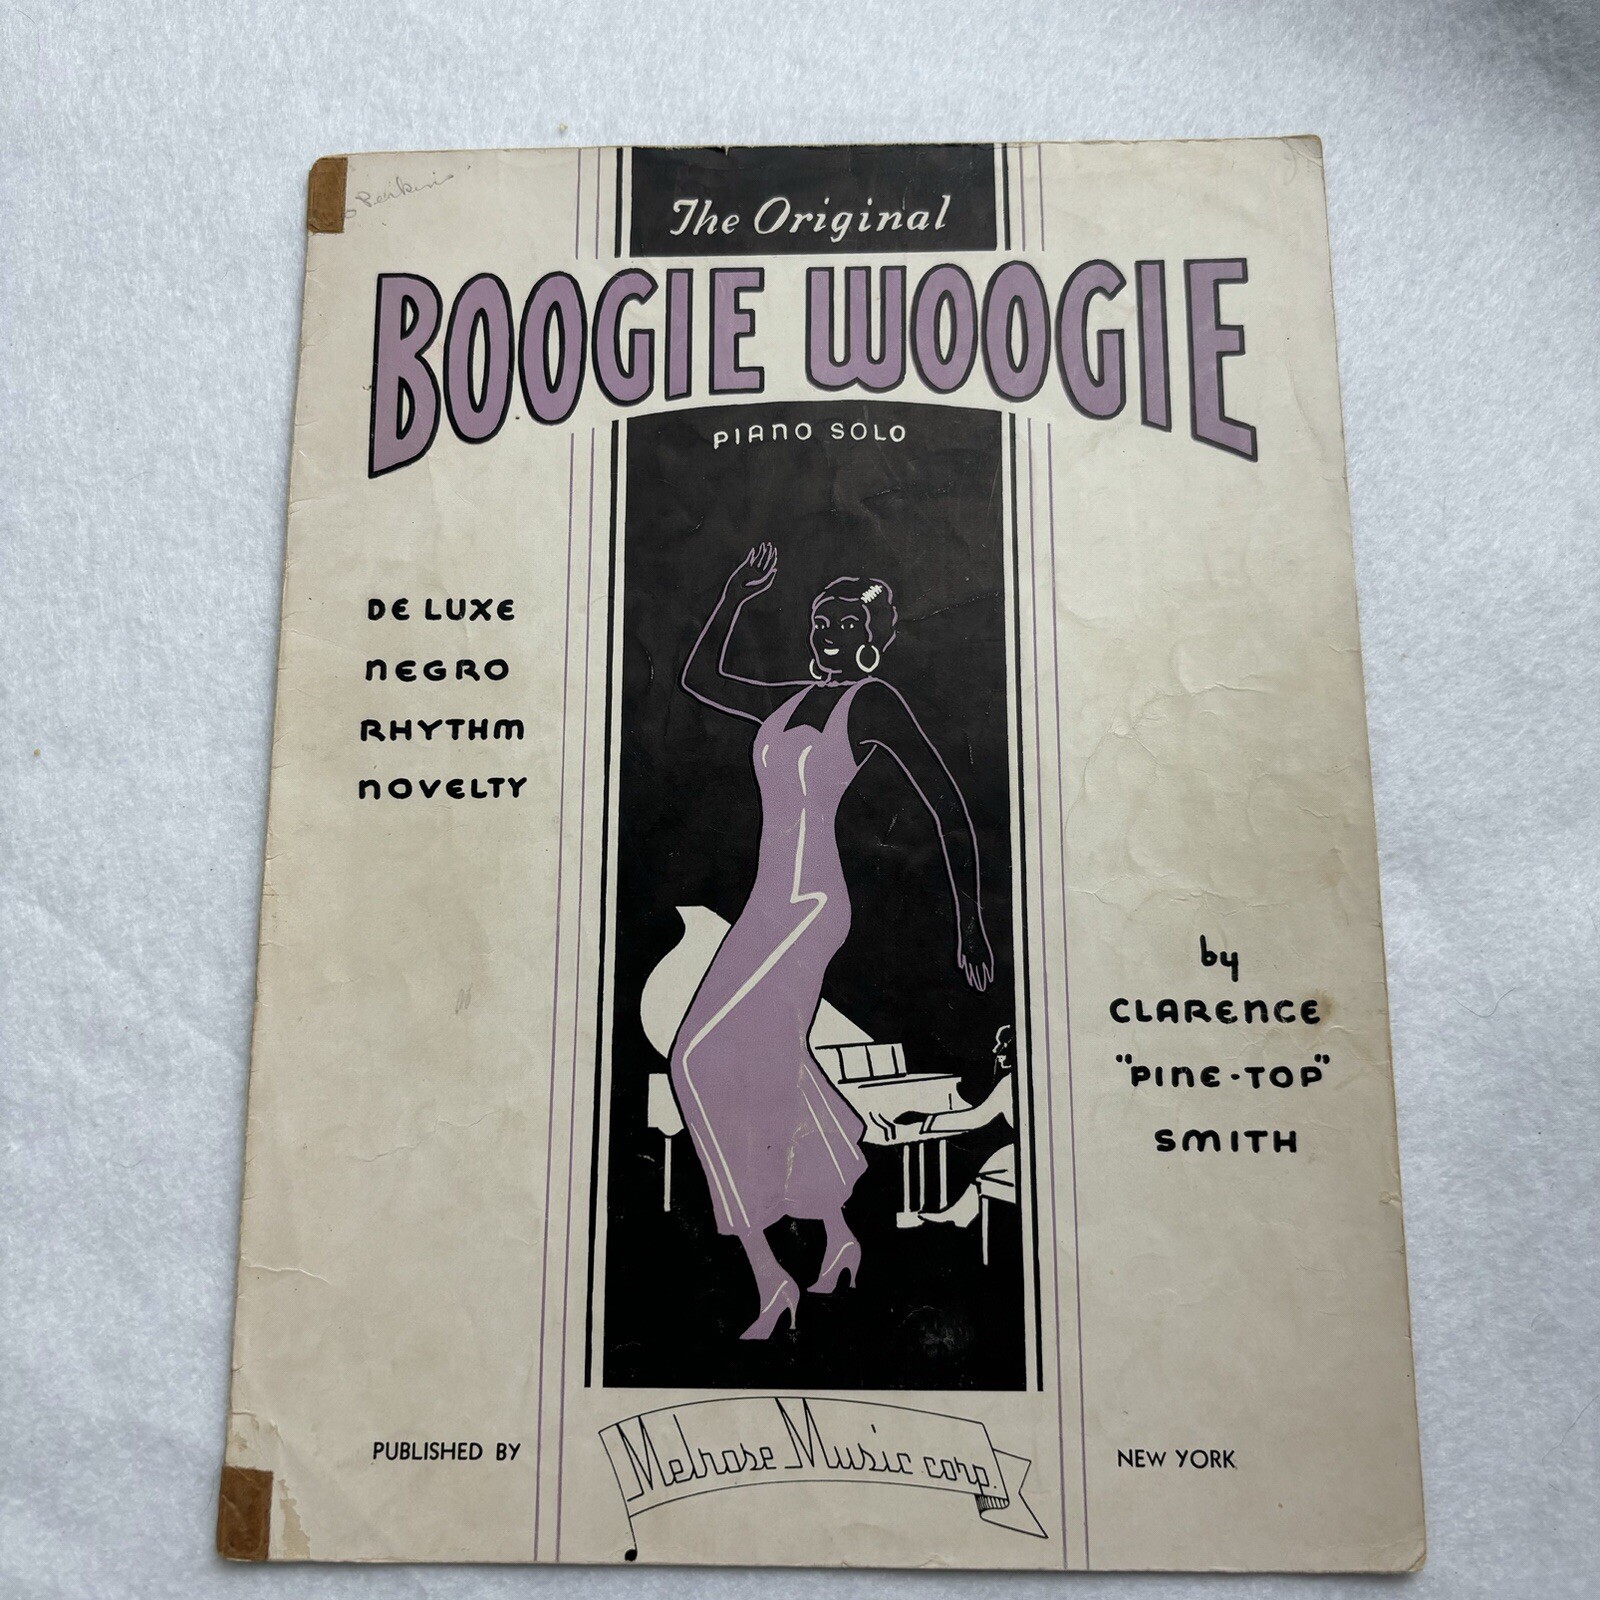 Perkins
The Original
BOOGIE WOOGIE
PIANO SOLO
DE LUXE
NEGRO
RHYTHM
NOVELTY
by
CLARENCE
"PINE-TOP"
SMITH
PUBLISHED BY
Melrose Music corp.
NEW YORK